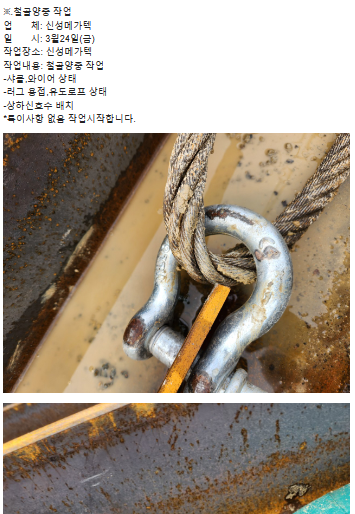 ※.철골양중 작업
업 체: 신성메가텍
일 시: 3월24일(금)
작업장소: 신성메가텍
작업내용: 철골양중 작업
-샤클,와이어 상태
-러그 용접,유도로프 상태
-상하신호수 배치
*특이사항 없음 작업시작합니다.